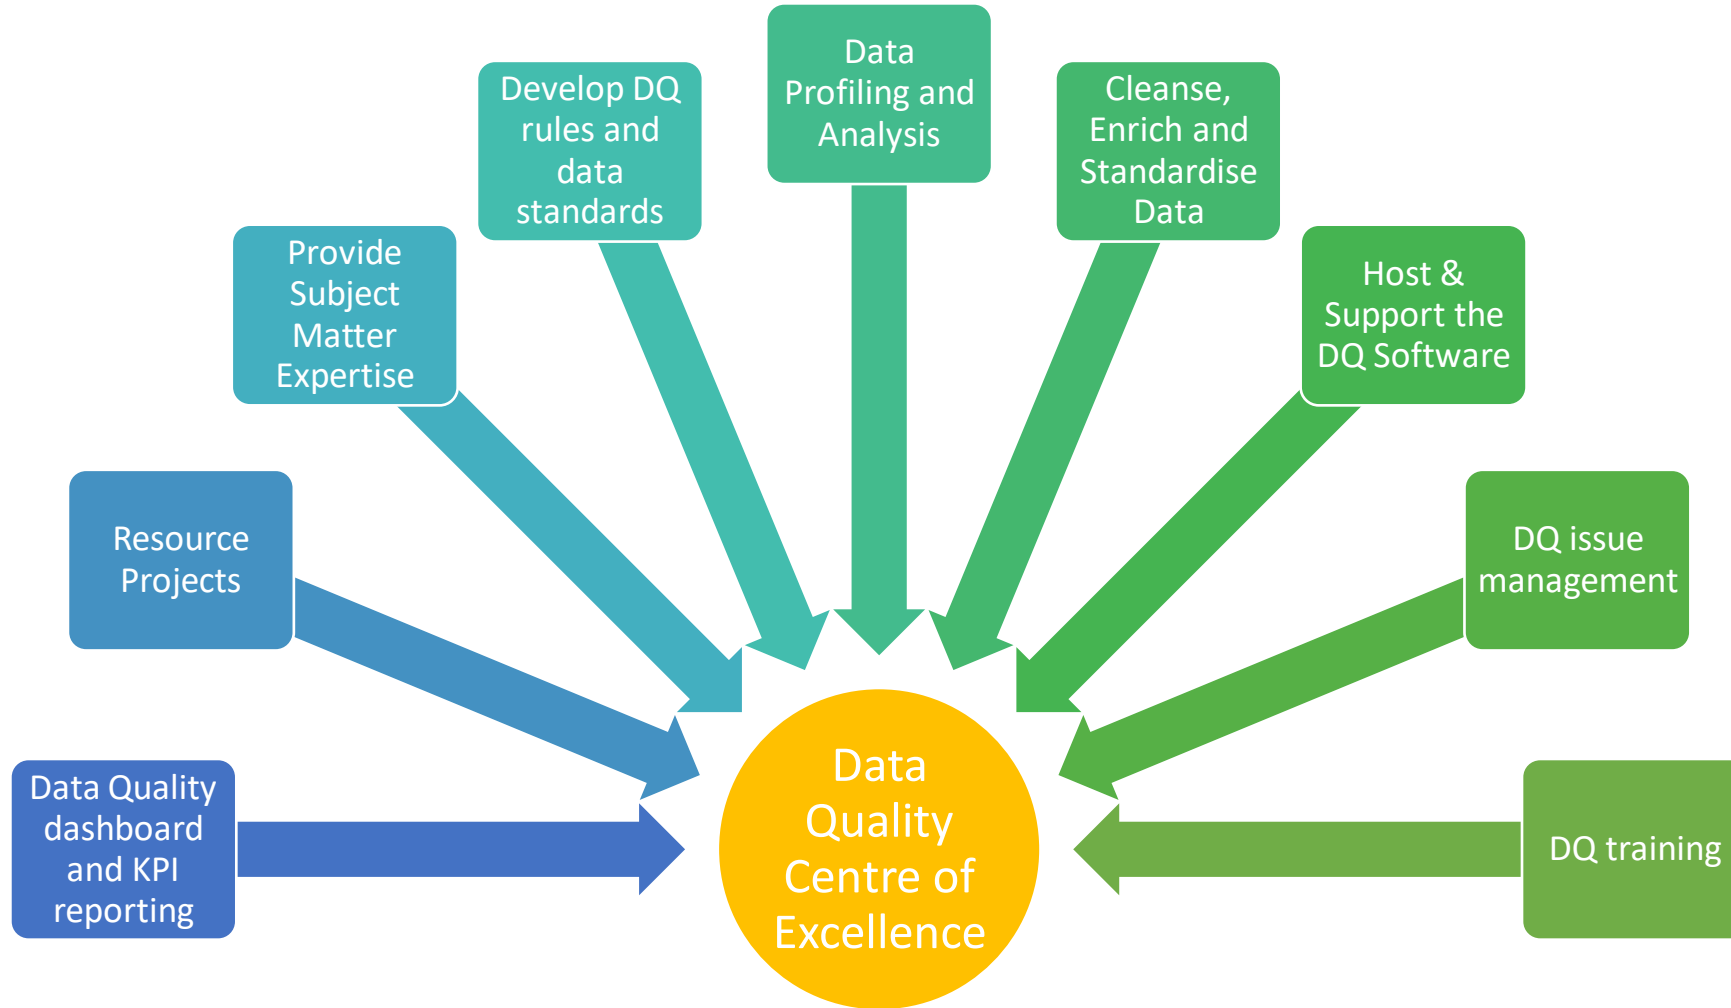 Data Quality
dashboard
and KPI
reporting
Resource
Projects
Provide
Subject
Matter
Expertise
Develop DQ
rules and
data
standards
Data
Profiling and
Analysis
Cleanse,
Enrich and
Standardise
Data
Host &
Support the
DQ Software
DQ issue
management
DQ training
Data
Quality
Centre of
Excellence